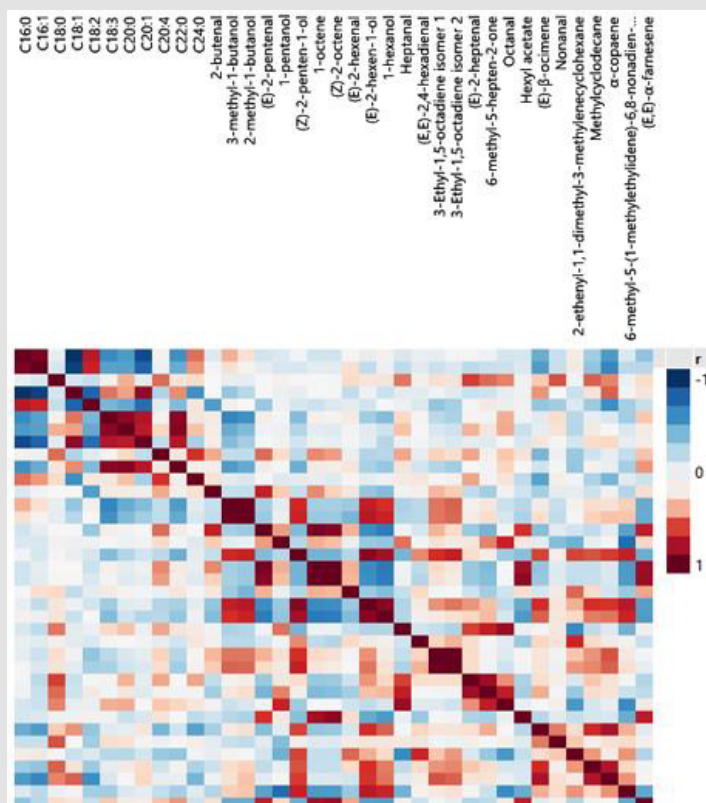 C16:0
C16:1
C18:0
C18:1
C18:2
C18:3
C20:0
C20:1
C20:4
C22:0
C24:0
2-butenal
3-methyl-1-butanol
2-methyl-1-butanol
(E)-2-pentenal
1-pentanol
(Z)-2-penten-1-ol
1-octene
(Z)-2-octene
(E)-2-hexenal
(E)-2-hexen-1-ol
1-hexanol
Heptanal
(E,E)-2,4-hexadienal
3-Ethyl-1,5-octadiene isomer 1
3-Ethyl-1,5-octadiene isomer 2
(E)-2-heptenal
6-methyl-5-hepten-2-one
Octanal
Hexyl acetate
(E)-β-ocimene
Nonanal
2-ethenyl-1,1-dimethyl-3-methylenecyclohexane
Methylcyclodecane
α-copaene
6-methyl-5-(1-methylethylidene)-6,8-nonadien-...
(E,E)-α-farnesene
r
-1
0
1